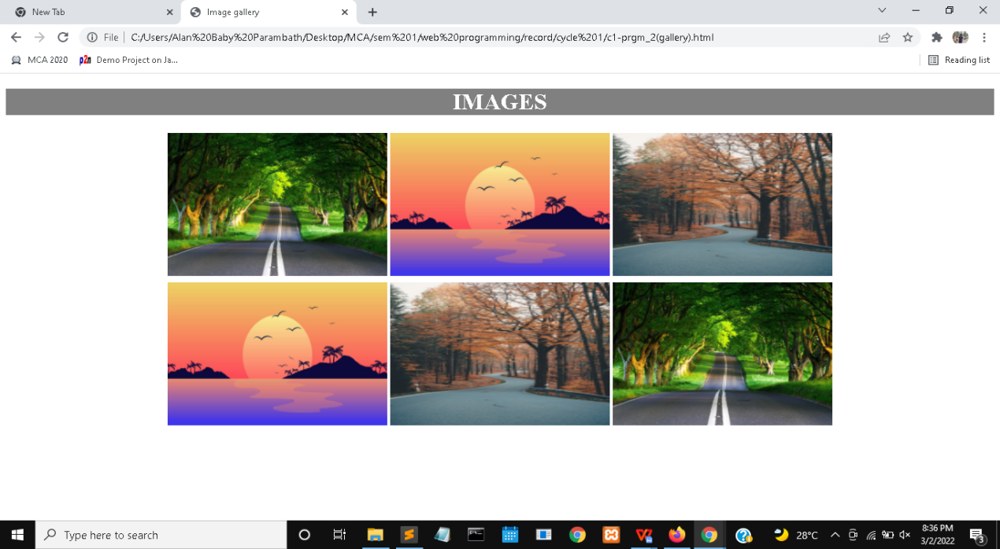 New Tab
Image gallery
File
C:/Users/Alan%20Baby%20Parambath/Desktop/MCA/sem%201/web%20programming/record/cycle%201/c1-prgm_2(gallery).html
MCA 2020
p2n
Demo Project on Ja...
Reading list
IMAGES
Type here to search
28°C
8:36 PM
3/2/2022
3